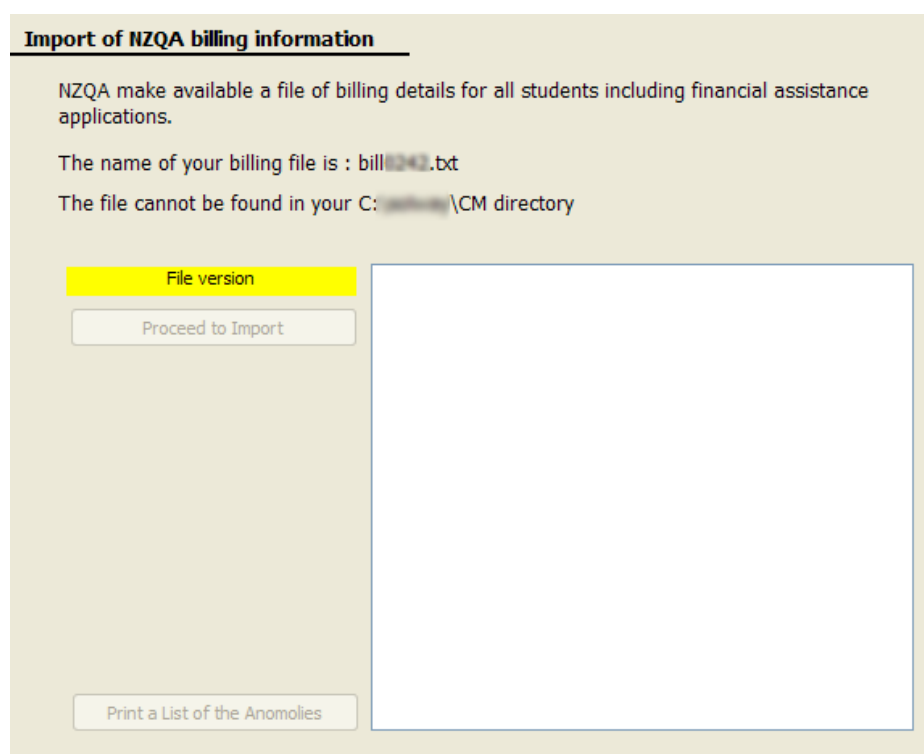 Import of NZQA billing information
NZQA make available a file of billing details for all students including financial assistance
applications.
The name of your billing file is : bill .txt
The file cannot be found in your C: \CM directory
File version
Proceed to Import
Print a List of the Anomolies